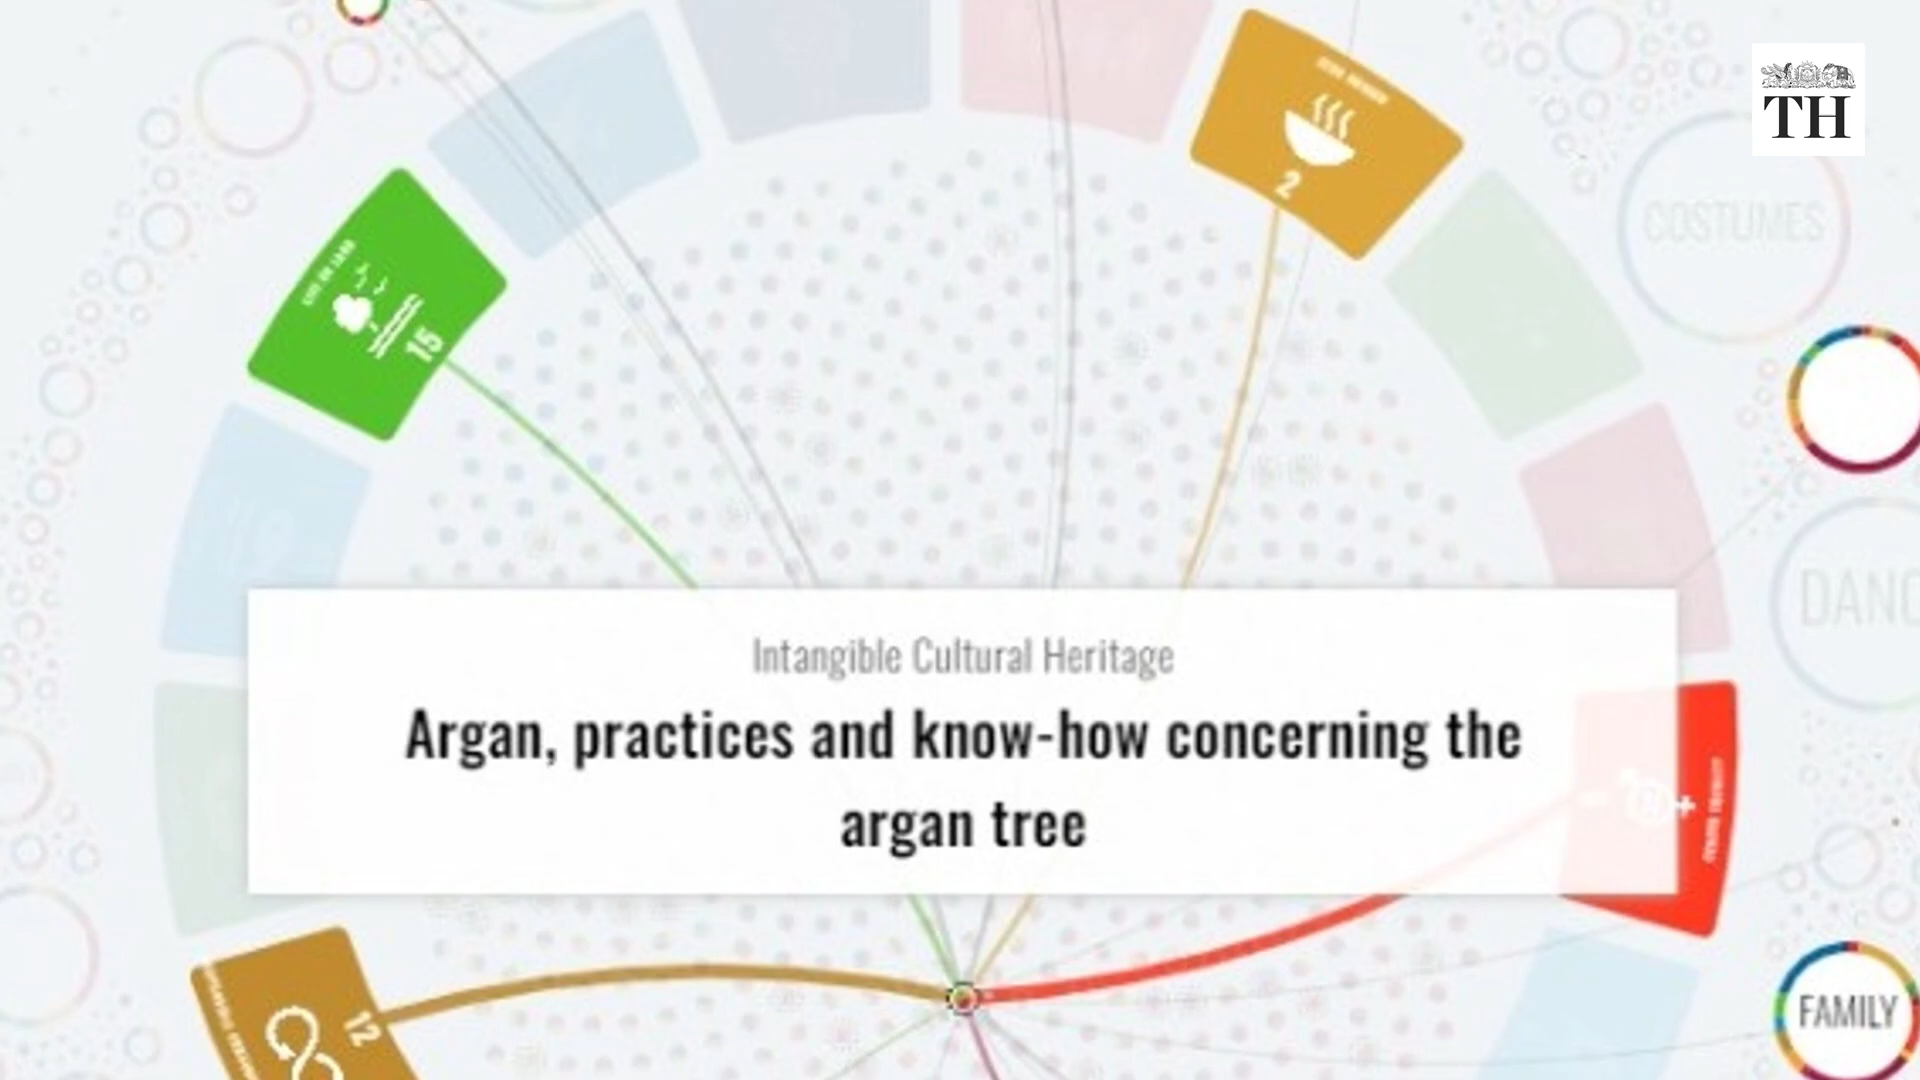 TH
2
COSTUMES
15
DANC
Intangible Cultural Heritage
Argan, practices and know-how concerning the
argan tree
12
FAMILY